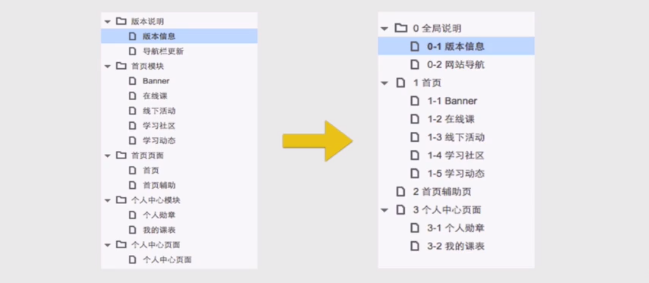 版本说明
版本信息
导航栏更新
首页模块
Banner
在线课
线下活动
学习社区
学习动态
首页页面
首页
首页辅助
个人中心模块
个人勋章
我的课表
个人中心页面
个人中心页面
0 全局说明
0-1 版本信息
0-2 网站导航
1 首页
1-1 Banner
1-2 在线课
1-3 线下活动
1-4 学习社区
1-5 学习动态
2 首页辅助页
3 个人中心页面
3-1 个人勋章
3-2 我的课表